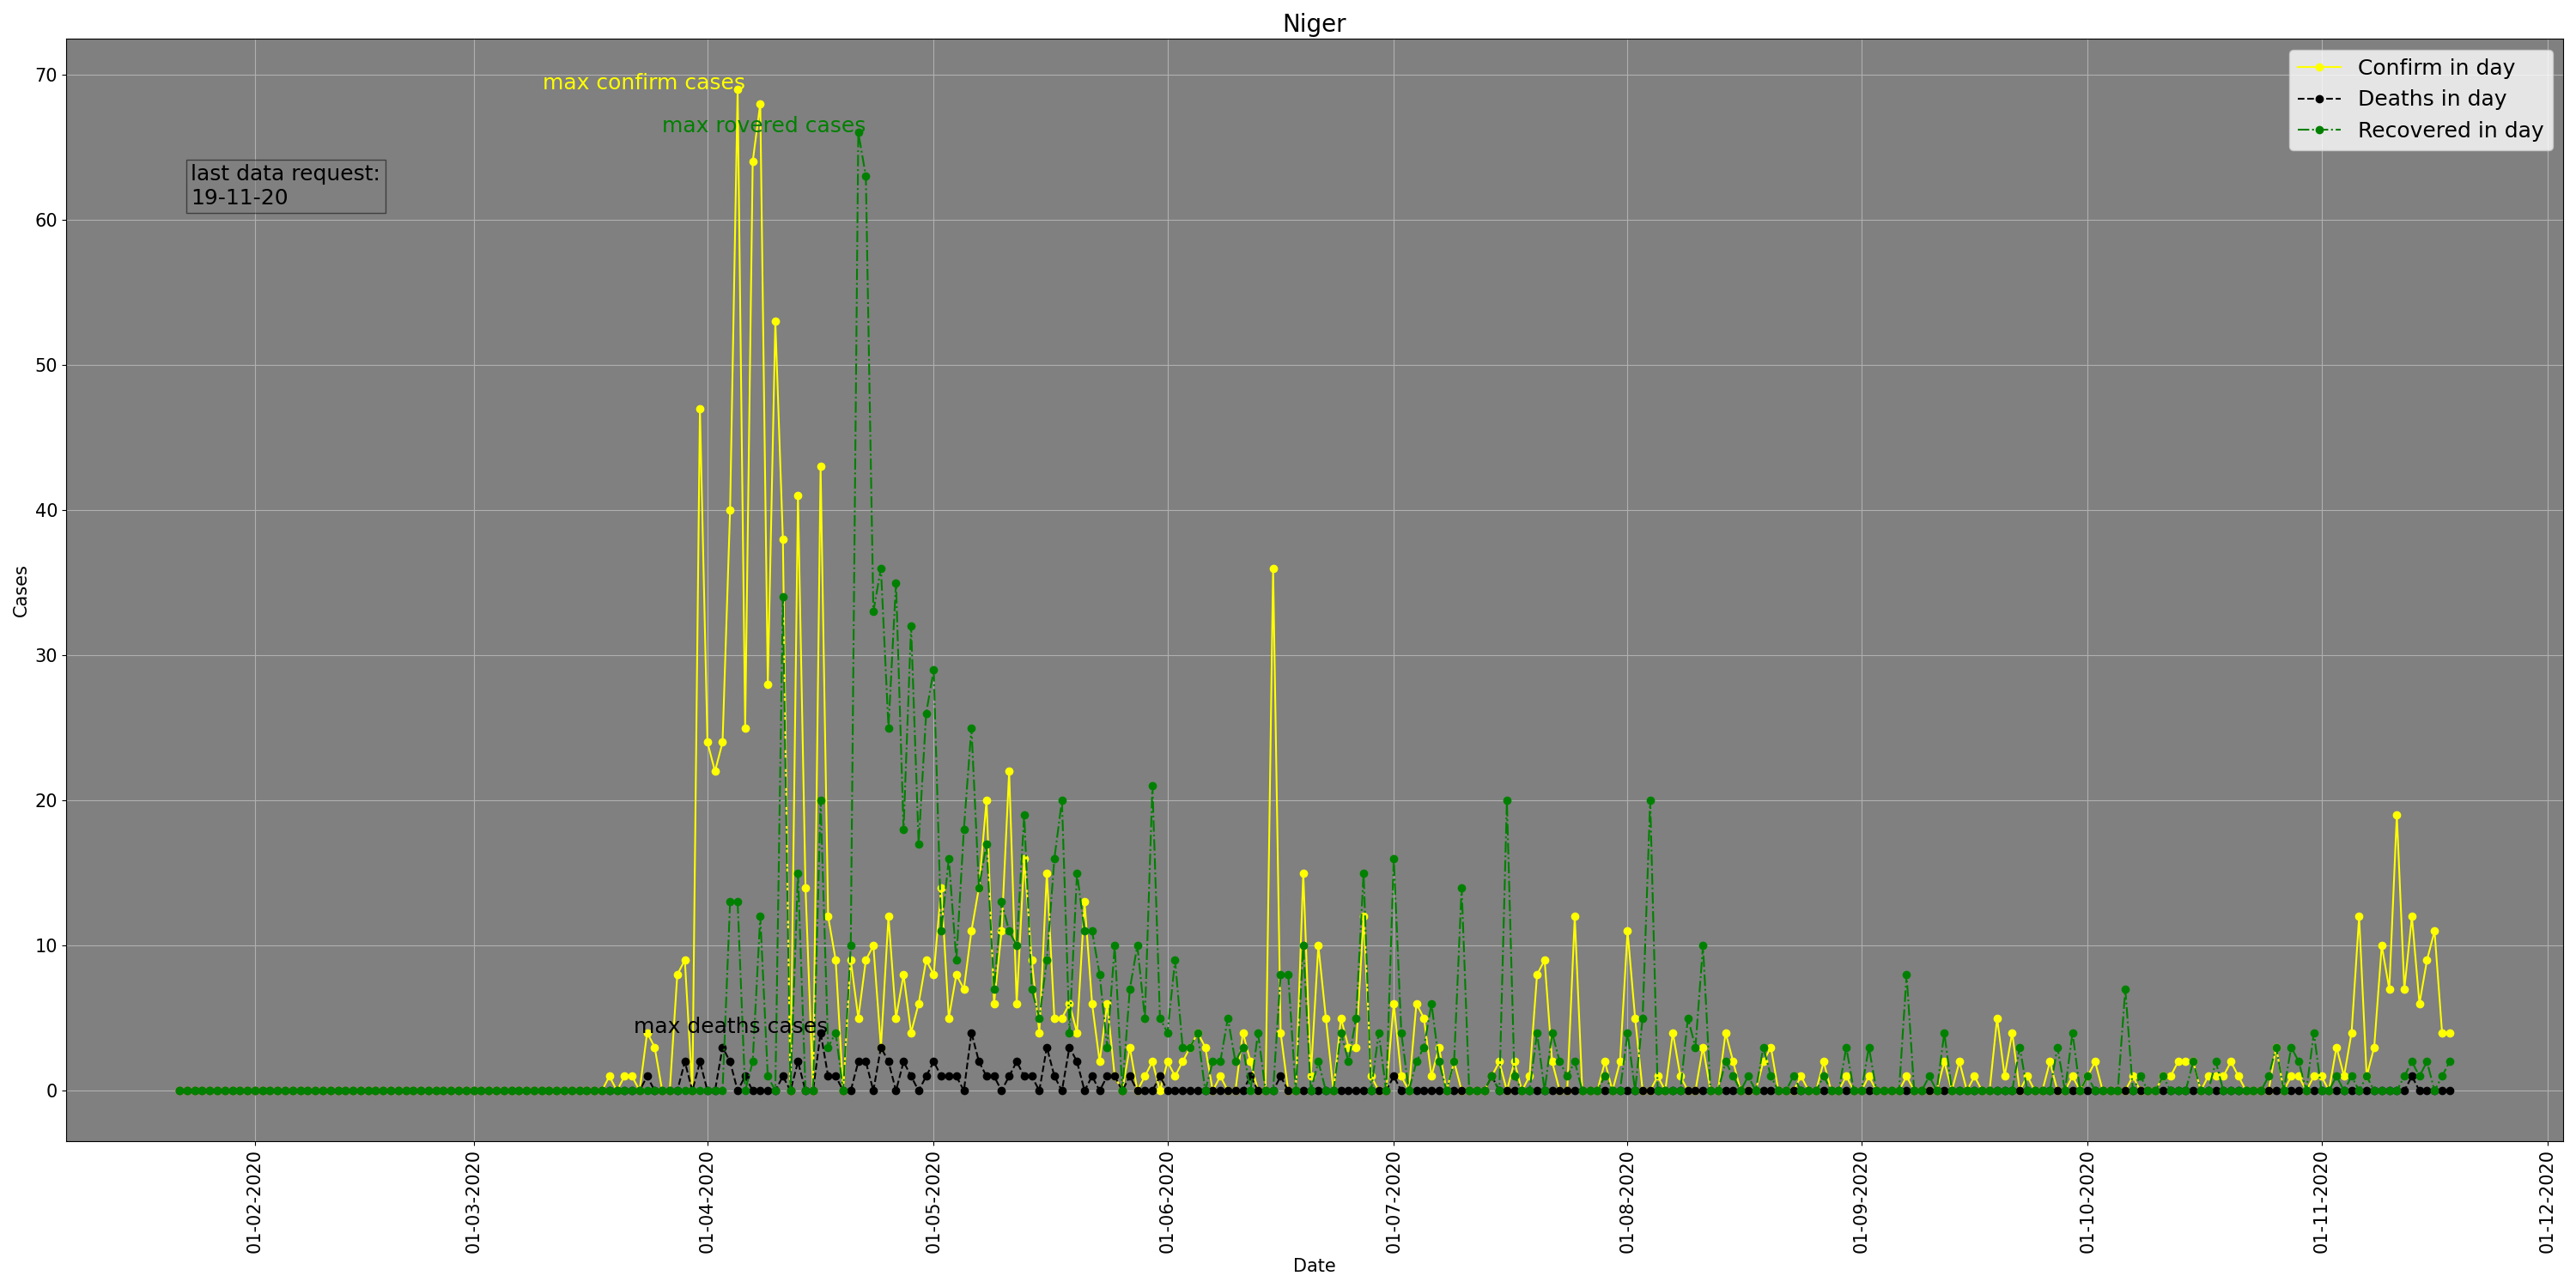 Niger
70
60
50
40
30
20
10
0
Cases
max confirm cases
max rovered cases
max deaths cases
last data request:
19-11-20
Confirm in day
Deaths in day
Recovered in day
01-02-2020
01-03-2020
01-04-2020
01-05-2020
01-06-2020
01-07-2020
01-08-2020
01-09-2020
01-10-2020
01-11-2020
01-12-2020
Date